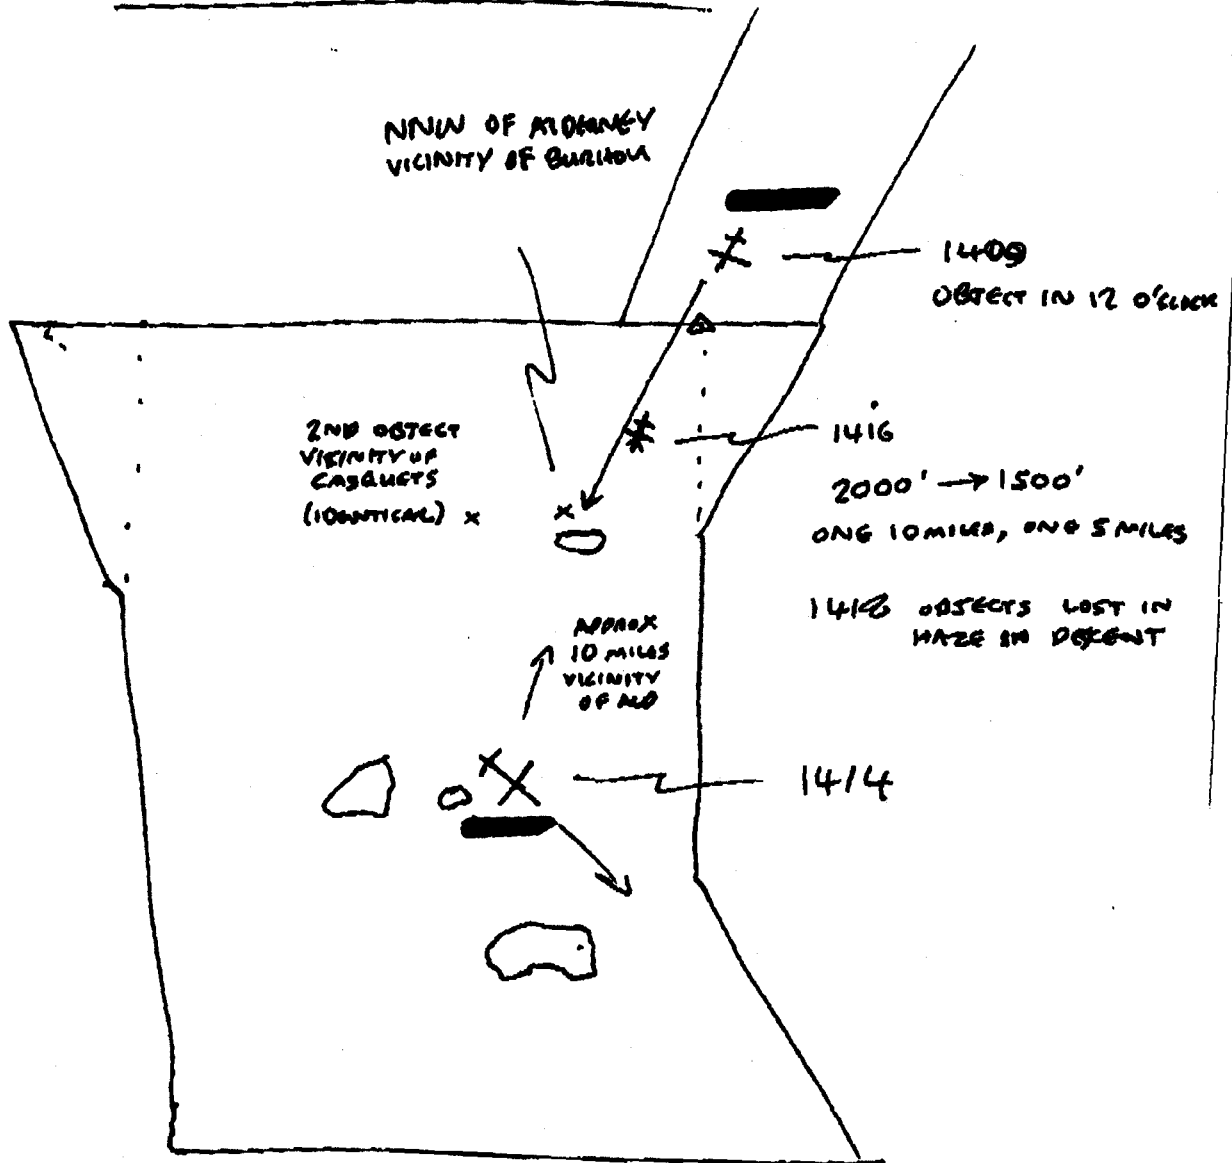 NNW OF ALDERNEY
VICINITY OF BURHOU
1409
OBJECT IN 12 O'CLOCK
2ND OBJECT
VICINITY OF
CASQUETS
(IDENTICAL) x
1416
2000' → 1500'
ONE 10 MILES, ONE 5 MILES
1418 OBJECTS LOST IN
HAZE IN DESCENT
APPROX
10 MILES
VICINITY
OF ALD
1414